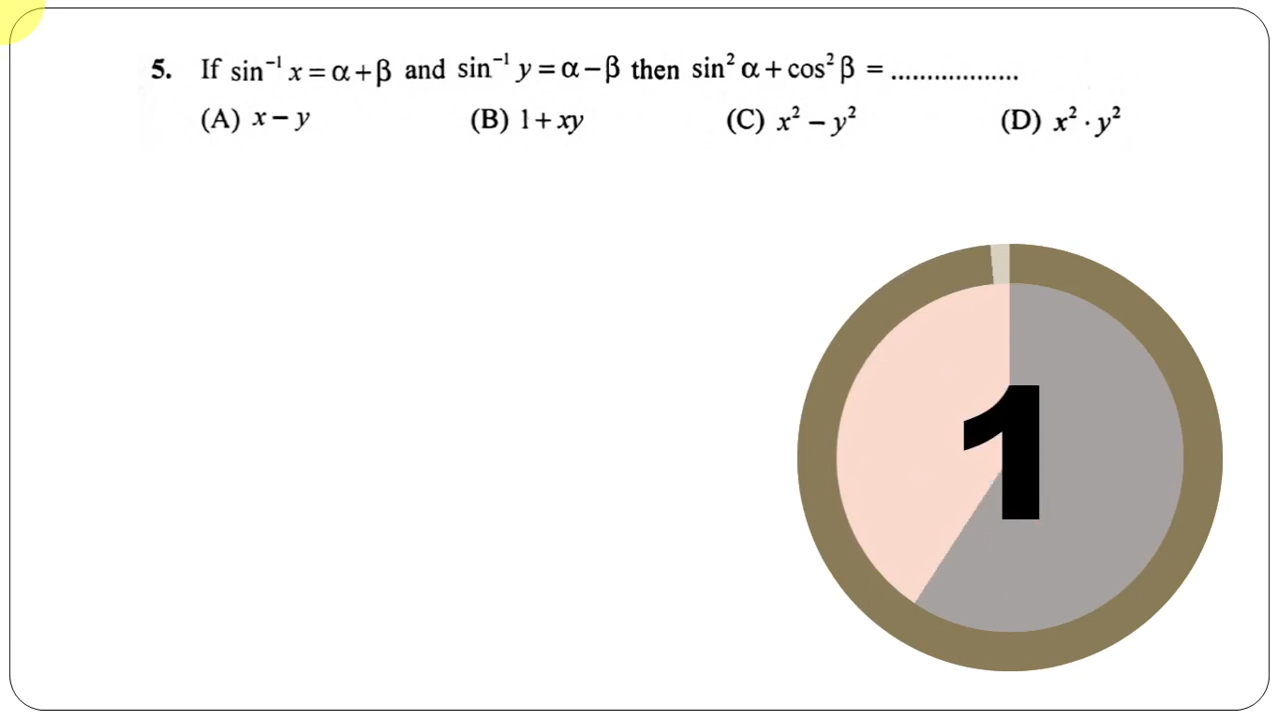 5. If sin⁻¹ x = α + β and sin⁻¹ y = α − β then sin² α + cos² β = ..................
(A) x − y (B) 1 + xy (C) x² − y² (D) x² · y²
1